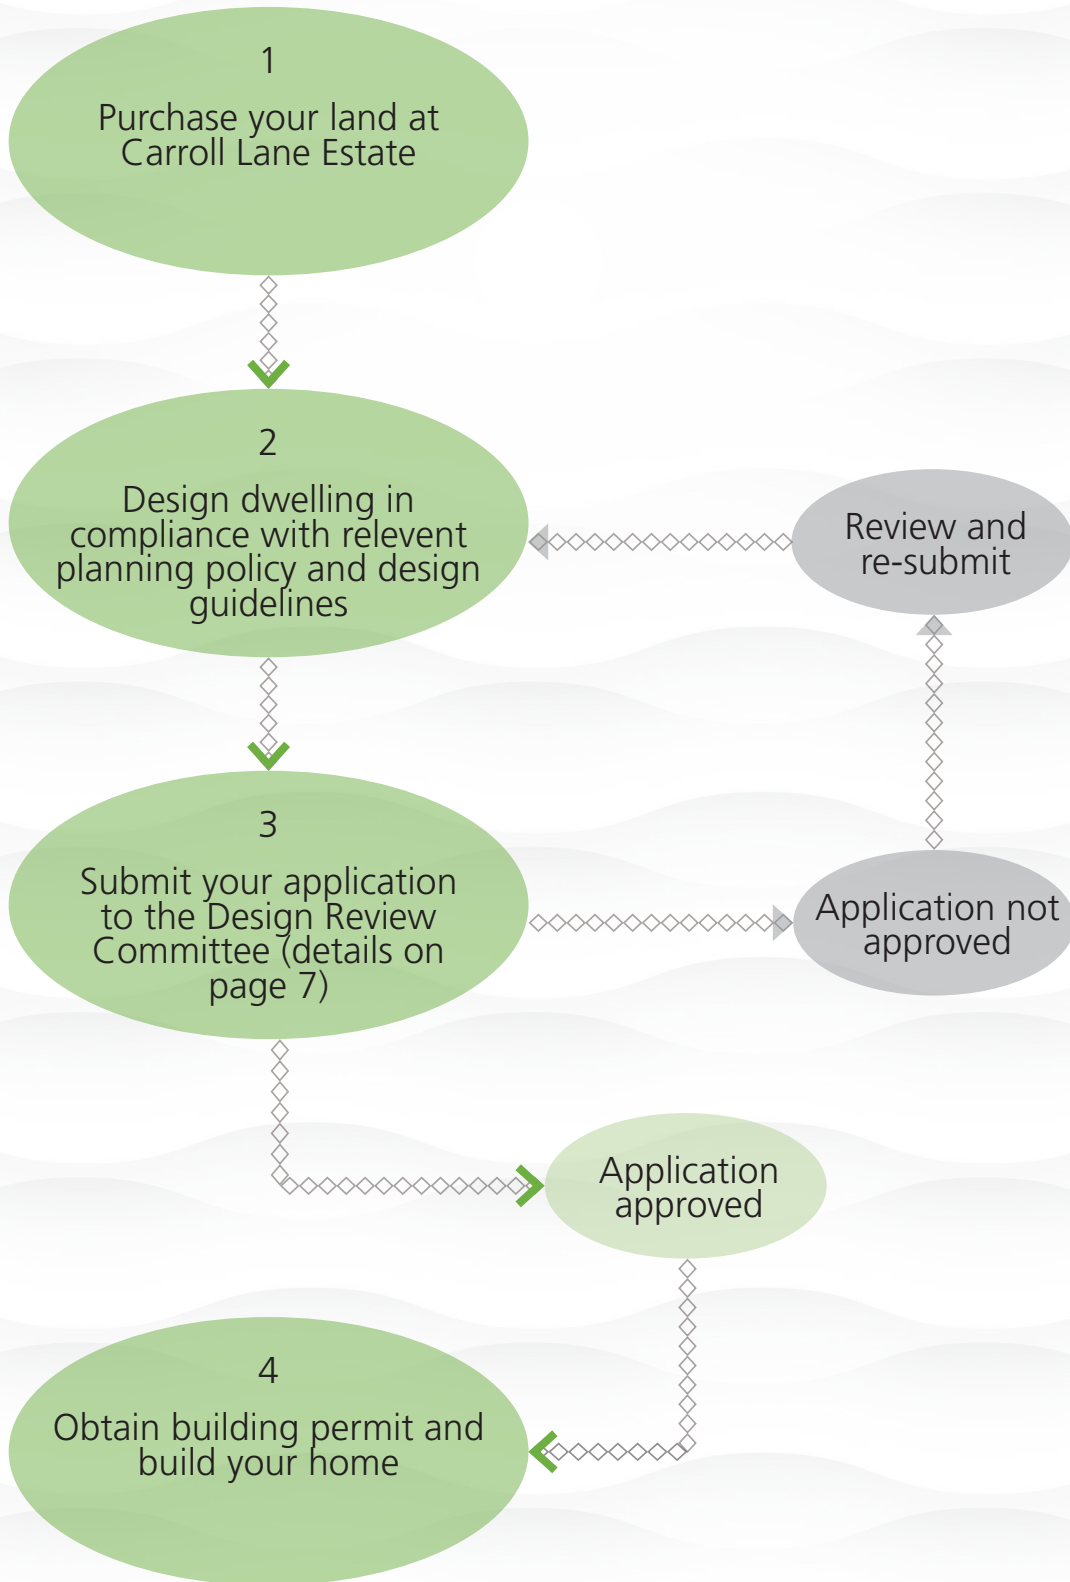 1
Purchase your land at
Carroll Lane Estate
2
Design dwelling in
compliance with relevent
planning policy and design
guidelines
Review and
re-submit
3
Submit your application
to the Design Review
Committee (details on
page 7)
Application not
approved
Application
approved
4
Obtain building permit and
build your home